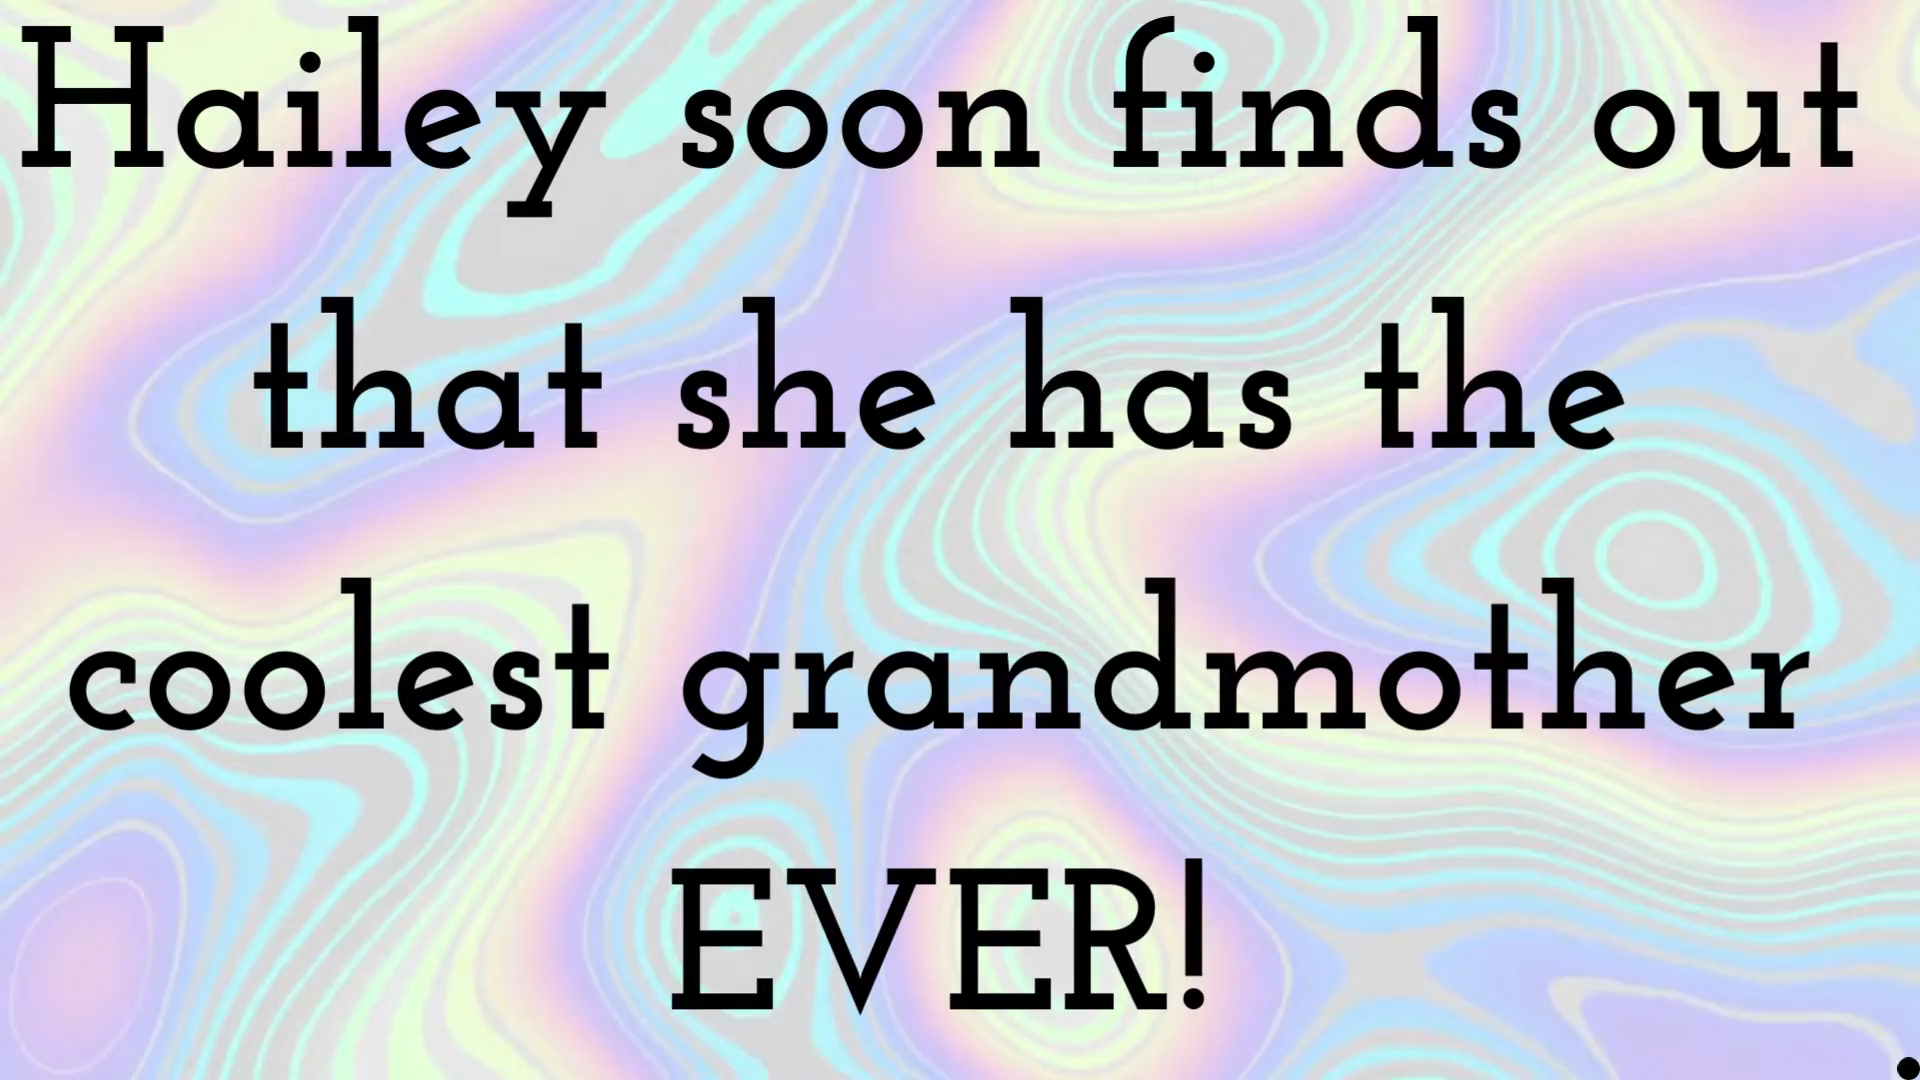 Hailey soon finds out
that she has the
coolest grandmother
EVER!